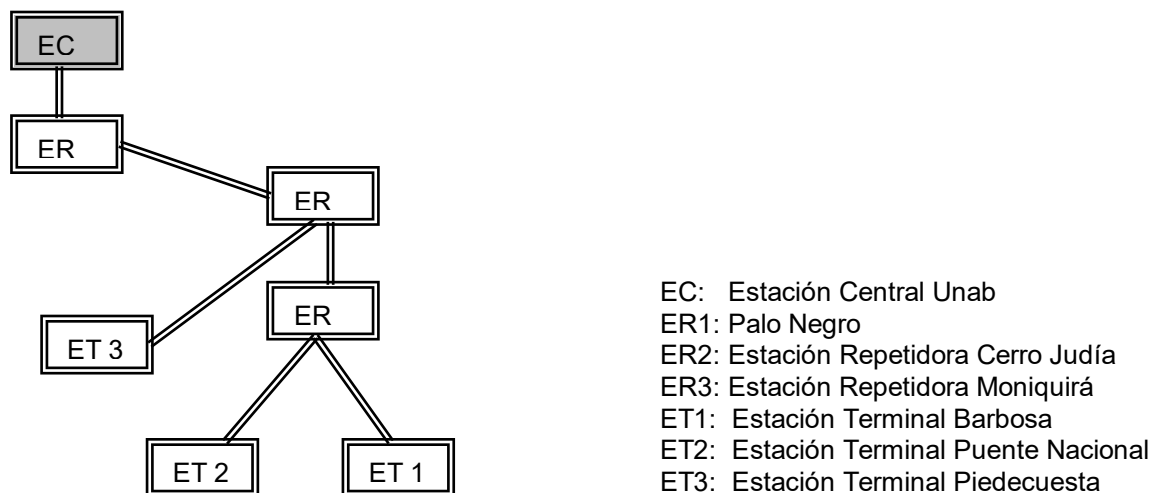 EC
ER
ER
ER
ET 3
ET 2
ET 1
EC: Estación Central Unab
ER1: Palo Negro
ER2: Estación Repetidora Cerro Judía
ER3: Estación Repetidora Moniquirá
ET1: Estación Terminal Barbosa
ET2: Estación Terminal Puente Nacional
ET3: Estación Terminal Piedecuesta